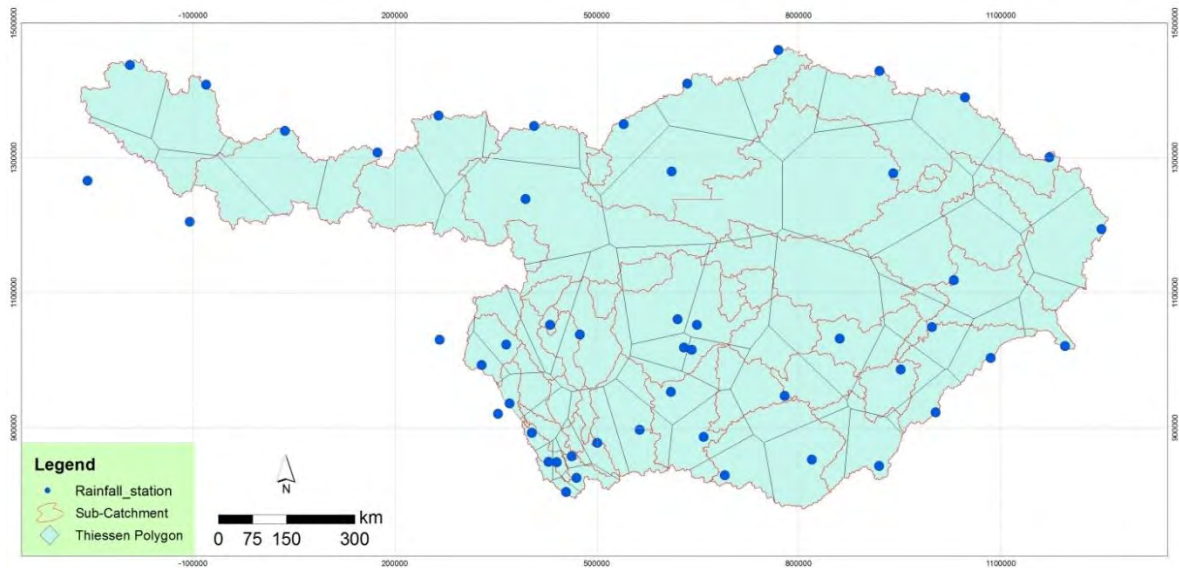 -100000 200000 500000 800000 1100000
1500000 1500000
1300000 1300000
1100000 1100000
900000 900000
Legend
Rainfall_station
Sub-Catchment
Thiessen Polygon
N
km
0 75 150 300
-100000 200000 500000 800000 1100000